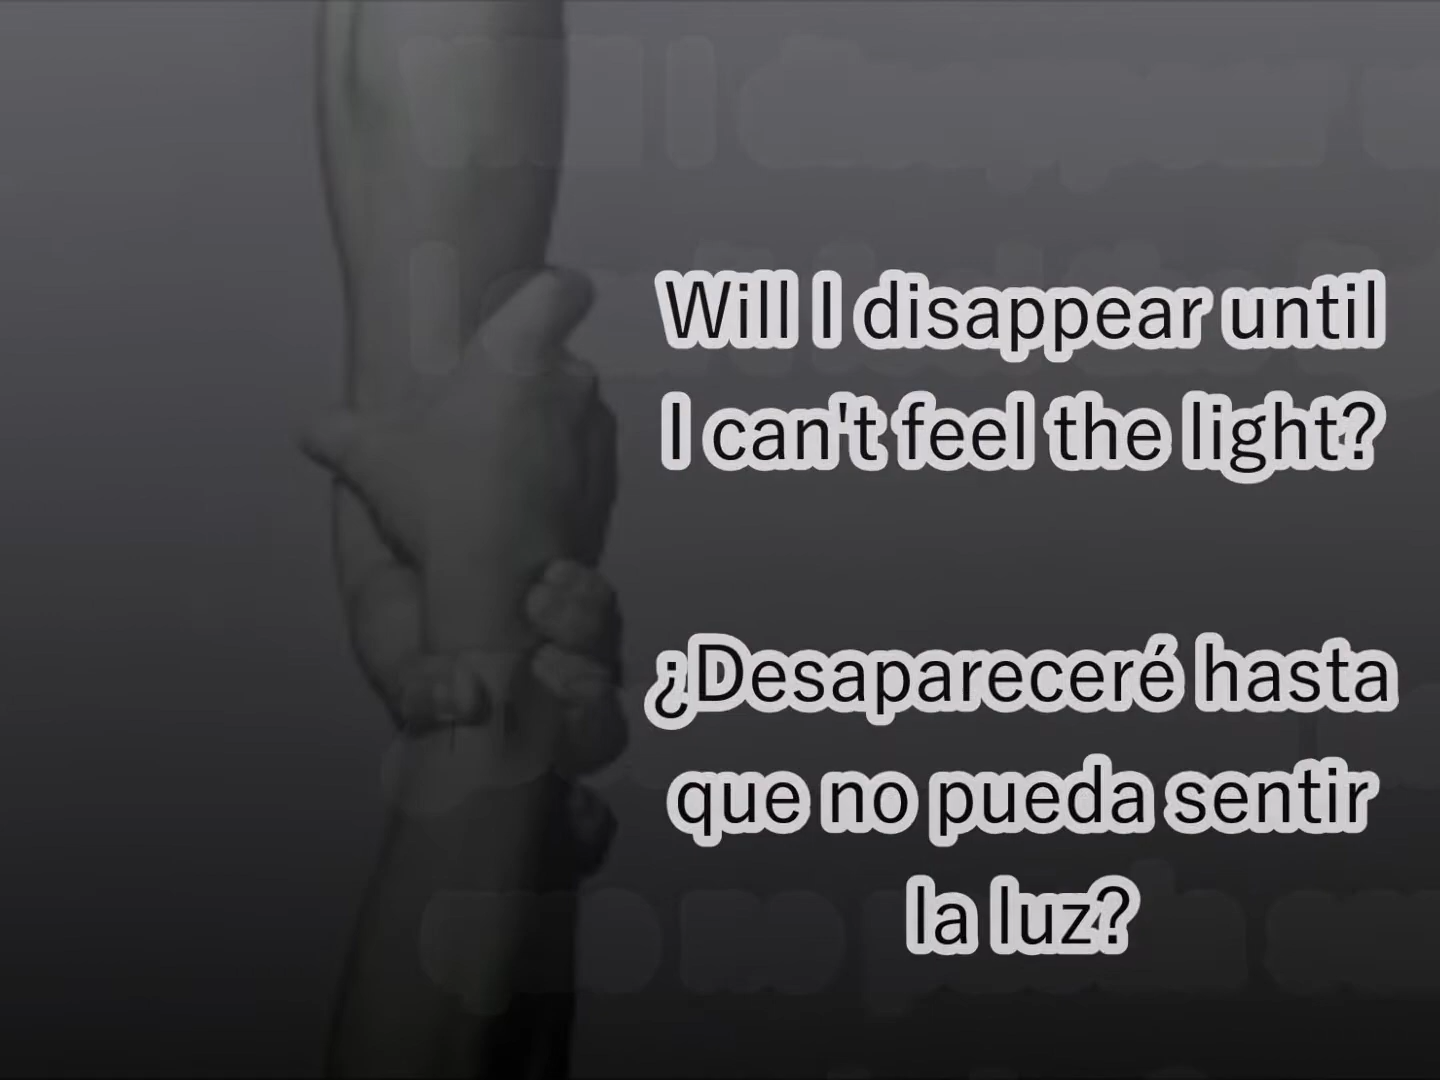 Will I disappear until
I can't feel the light?
¿Desapareceré hasta
que no pueda sentir
la luz?